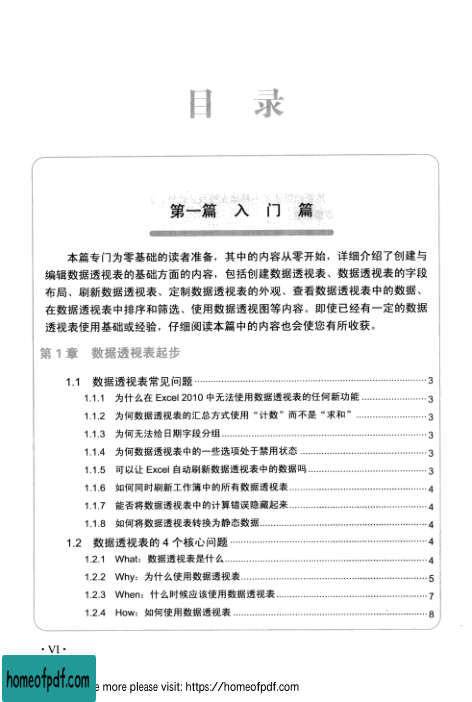 目 录
第一篇 入 门 篇
本篇专门为零基础的读者准备，其中的内容从零开始，详细介绍了创建与
编辑数据透视表的基础方面的内容，包括创建数据透视表、数据透视表的字段
布局、刷新数据透视表、定制数据透视表的外观、查看数据透视表中的数据、
在数据透视表中排序和筛选、使用数据透视图等内容。即使已经有一定的数据
透视表使用基础或经验，仔细阅读本篇中的内容也会使您有所收获。
第 1 章 数据透视表起步
1.1 数据透视表常见问题 3
1.1.1 为什么在 Excel 2010 中无法使用数据透视表的任何新功能 3
1.1.2 为何数据透视表的汇总方式使用“计数”而不是“求和” 3
1.1.3 为何无法给日期字段分组 3
1.1.4 为何数据透视表中的一些选项处于禁用状态 3
1.1.5 可以让 Excel 自动刷新数据透视表中的数据吗 3
1.1.6 如何同时刷新工作簿中的所有数据透视表 4
1.1.7 能否将数据透视表中的计算错误隐藏起来 4
1.1.8 如何将数据透视表转换为静态数据 4
1.2 数据透视表的 4 个核心问题 4
1.2.1 What：数据透视表是什么 4
1.2.2 Why：为什么使用数据透视表 5
1.2.3 When：什么时候应该使用数据透视表 7
1.2.4 How：如何使用数据透视表 8
· VI ·
homeofpdf.com
e more please visit: https://homeofpdf.com